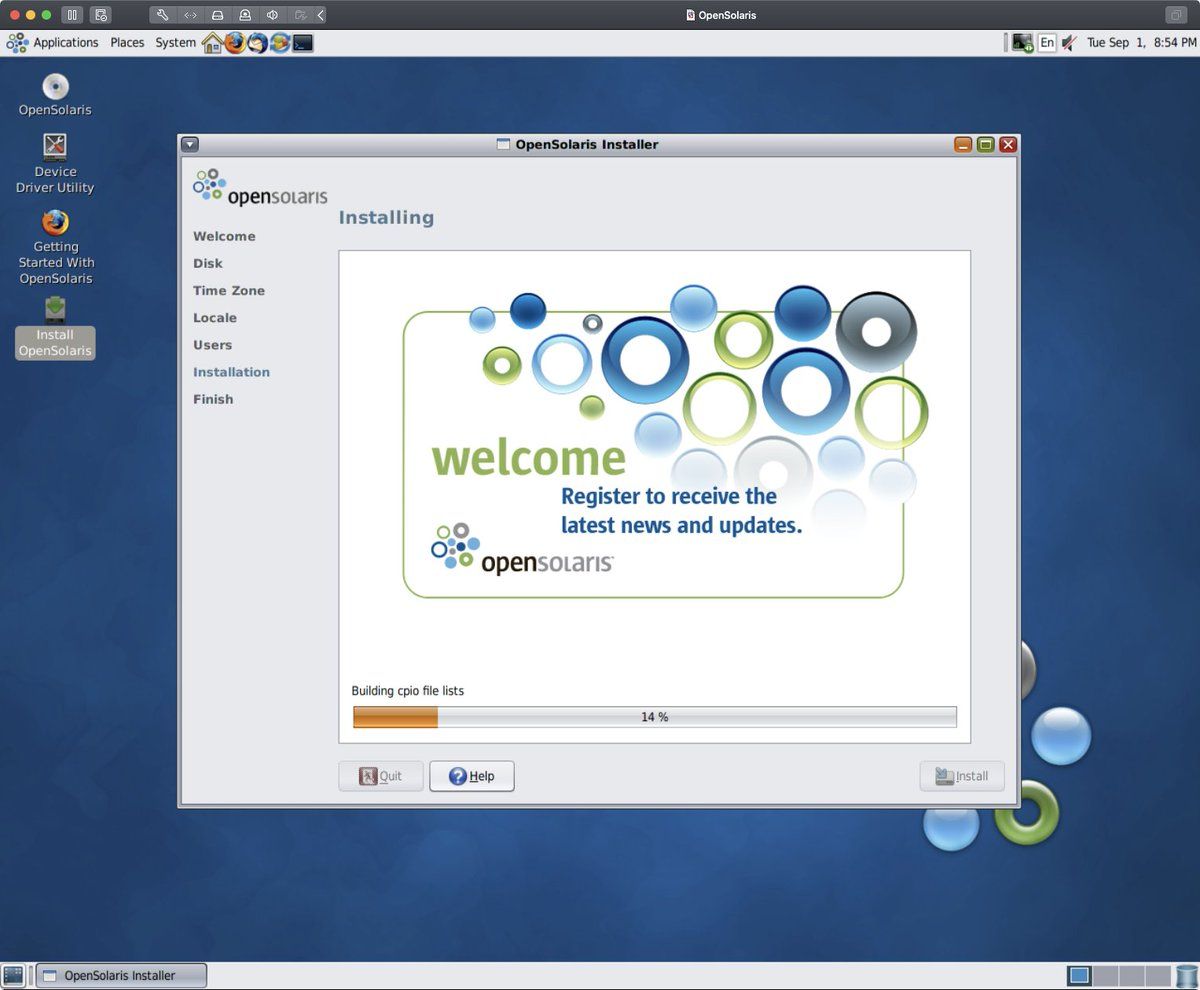 OpenSolaris
Applications Places System
En Tue Sep 1, 8:54 PM
OpenSolaris
Device
Driver Utility
Getting
Started With
OpenSolaris
Install
OpenSolaris
OpenSolaris Installer
opensolaris
Installing
Welcome
Disk
Time Zone
Locale
Users
Installation
Finish
welcome
Register to receive the
latest news and updates.
opensolaris
Building cpio file lists
14 %
Quit
Help
Install
OpenSolaris Installer